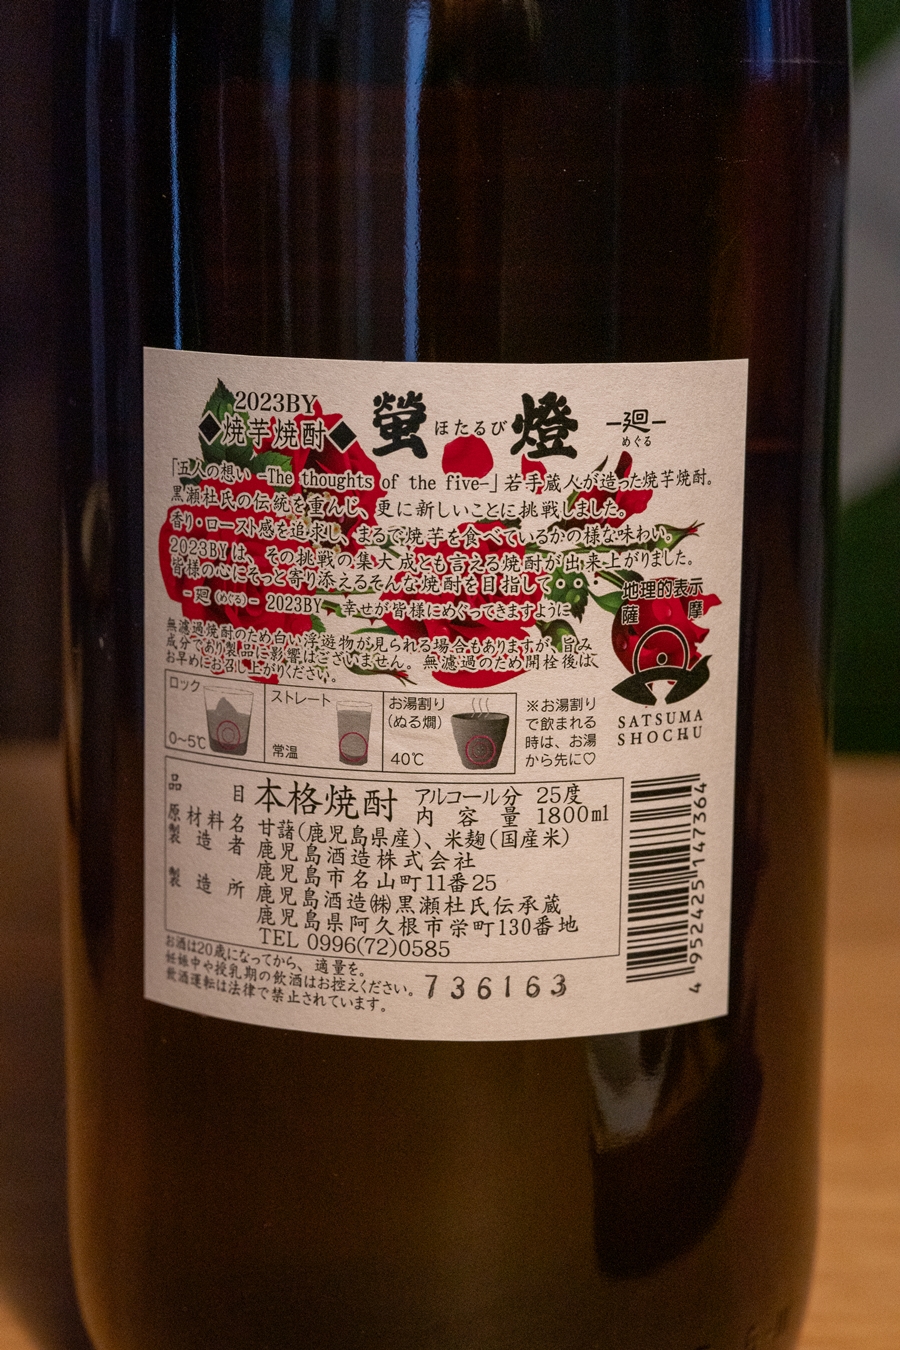 2023BY
◆焼芋焼酎◆
螢燈
ほたるび
―廻―
めぐる
「五人の想い -The thoughts of the five-」若手蔵人が造った焼芋焼酎。
黒瀬杜氏の伝統を重んじ、更に新しいことに挑戦しました。
香り・ロースト感を追求し、まるで焼芋を食べているかの様な味わい。
2023BYは、その挑戦の集大成とも言える焼酎が出来上がりました。
皆様の心にそっと寄り添えるそんな焼酎を目指して
-廻(めぐる)- 2023BY―幸せが皆様にめぐってきますように
無濾過焼酎のため白い浮遊物が見られる場合もありますが、旨み
成分であり製品に影響はございません。無濾過のため開栓後は、
お早めにお召し上がりください。
地理的表示
薩摩
SATSUMA
SHOCHU
ロック
0～5℃
ストレート
常温
お湯割り
(ぬる燗)
40℃
※お湯割り
で飲まれる
時は、お湯
から先に♡
品目 本格焼酎 アルコール分 25度
内容量 1800ml
原材料名 甘藷(鹿児島県産)、米麹(国産米)
製造者 鹿児島酒造株式会社
鹿児島市名山町11番25
製造所 鹿児島酒造㈱黒瀬杜氏伝承蔵
鹿児島県阿久根市栄町130番地
TEL 0996(72)0585
お酒は20歳になってから、適量を。
妊娠中や授乳期の飲酒はお控えください。
飲酒運転は法律で禁止されています。
736163
4952425147364